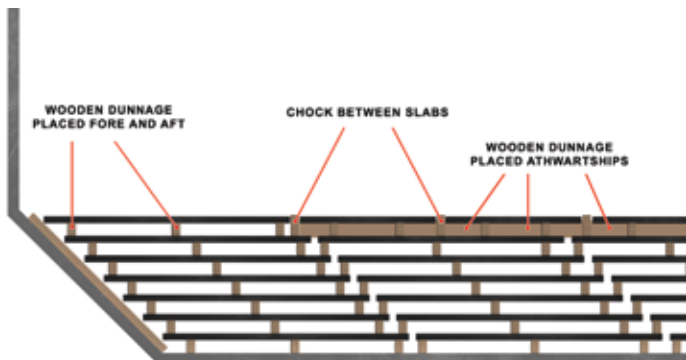 WOODEN DUNNAGE
PLACED FORE AND AFT
CHOCK BETWEEN SLABS
WOODEN DUNNAGE
PLACED ATHWARTSHIPS